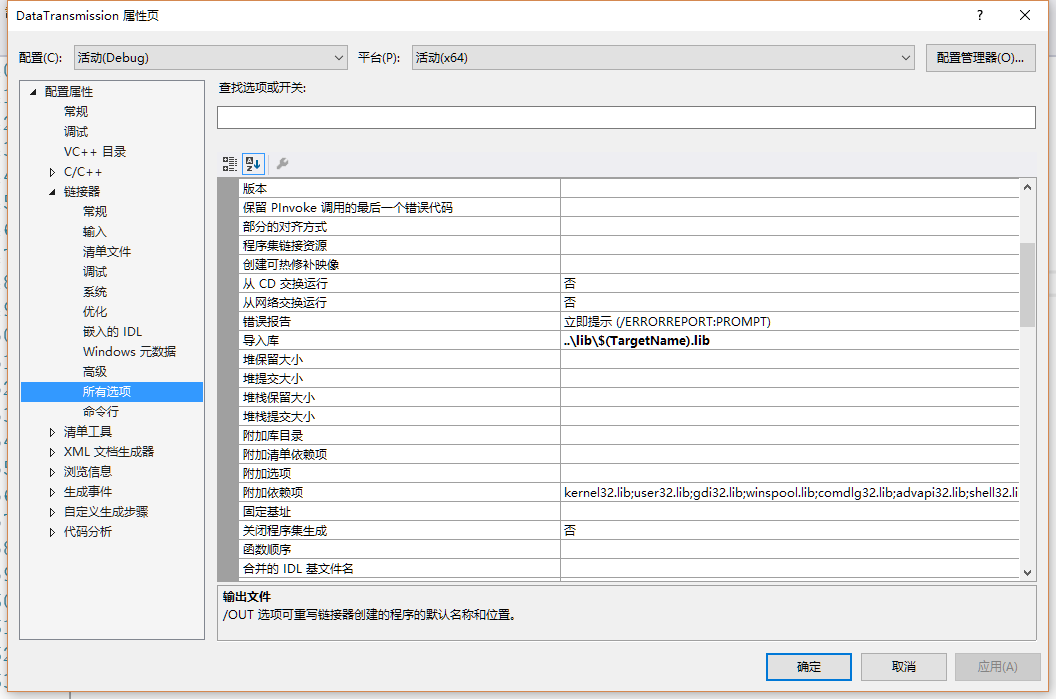 DataTransmission 属性页
?
配置(C):
活动(Debug)
平台(P):
活动(x64)
配置管理器(O)...
配置属性
常规
调试
VC++ 目录
C/C++
链接器
常规
输入
清单文件
调试
系统
优化
嵌入的 IDL
Windows 元数据
高级
所有选项
命令行
清单工具
XML 文档生成器
浏览信息
生成事件
自定义生成步骤
代码分析
查找选项或开关:
版本
保留 PInvoke 调用的最后一个错误代码
部分的对齐方式
程序集链接资源
创建可热修补映像
从 CD 交换运行 否
从网络交换运行 否
错误报告 立即提示 (/ERRORREPORT:PROMPT)
导入库 ..\lib\$(TargetName).lib
堆保留大小
堆提交大小
堆栈保留大小
堆栈提交大小
附加库目录
附加清单依赖项
附加选项
附加依赖项 kernel32.lib;user32.lib;gdi32.lib;winspool.lib;comdlg32.lib;advapi32.lib;shell32.li
固定基址
关闭程序集生成 否
函数顺序
合并的 IDL 基文件名
输出文件
/OUT 选项可重写链接器创建的程序的默认名称和位置。
确定
取消
应用(A)